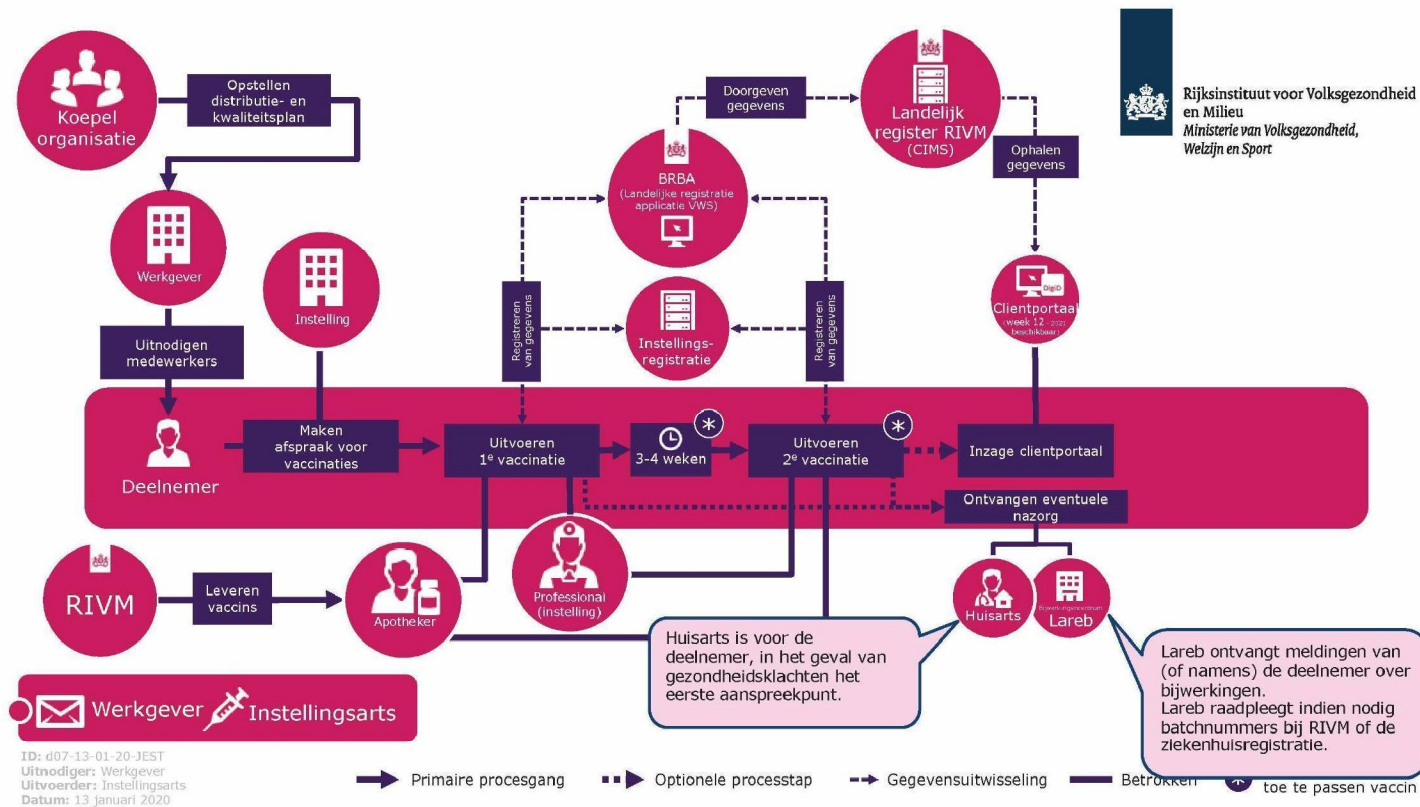 Koepel
organisatie
Opstellen
distributie- en
kwaliteitsplan
Werkgever
Uitnodigen
medewerkers
Instelling
Deelnemer
Maken
afspraak voor
vaccinaties
Registreren
van gegevens
BRBA
(Landelijke registratie
applicatie VWS)
Instellings-
registratie
Registreren
van gegevens
Doorgeven
gegevens
Landelijk
register RIVM
(CIMS)
Ophalen
gegevens
DigiD
Clientportaal
(week 12 - 2021
beschikbaar)
Rijksinstituut voor Volksgezondheid
en Milieu
Ministerie van Volksgezondheid,
Welzijn en Sport
Uitvoeren
1e vaccinatie
3-4 weken
*
Uitvoeren
2e vaccinatie
*
Inzage clientportaal
Ontvangen eventuele
nazorg
RIVM
Leveren
vaccins
Apotheker
Professional
(instelling)
Huisarts
Bijwerkingencentrum
Lareb
Huisarts is voor de
deelnemer, in het geval van
gezondheidsklachten het
eerste aanspreekpunt.
Lareb ontvangt meldingen van
(of namens) de deelnemer over
bijwerkingen.
Lareb raadpleegt indien nodig
batchnummers bij RIVM of de
ziekenhuisregistratie.
Werkgever
Instellingsarts
ID: d07-13-01-20-JEST
Uitnodiger: Werkgever
Uitvoerder: Instellingsarts
Datum: 13 januari 2020
Primaire procesgang
Optionele processtap
Gegevensuitwisseling
Betrokken
*
toe te passen vaccin